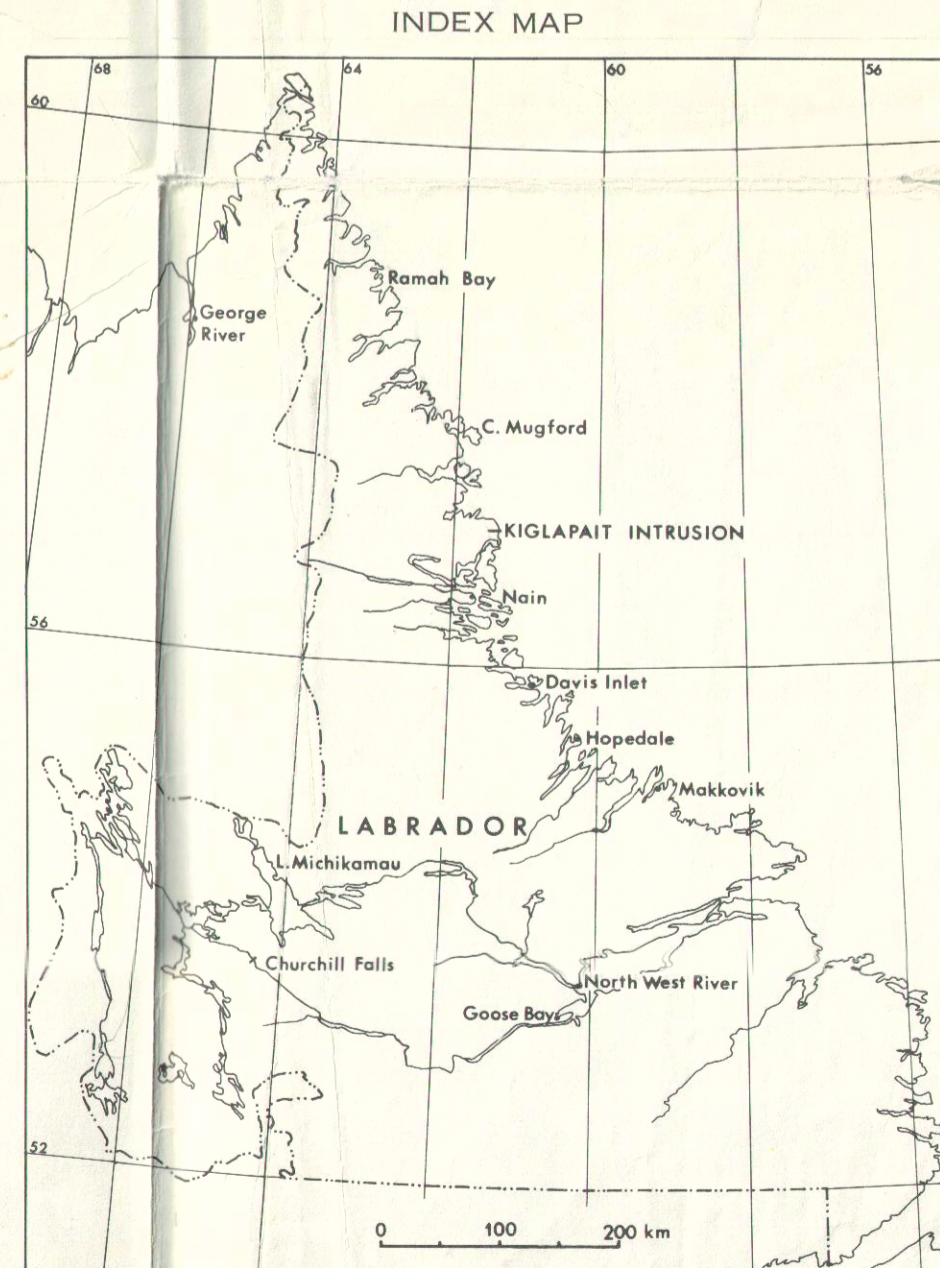 INDEX MAP
68
64
60
56
60
Ramah Bay
George
River
C. Mugford
KIGLAPAIT INTRUSION
Nain
56
Davis Inlet
Hopedale
Makkovik
LABRADOR
L.Michikamau
Churchill Falls
North West River
Goose Bay
52
0 100 200 km